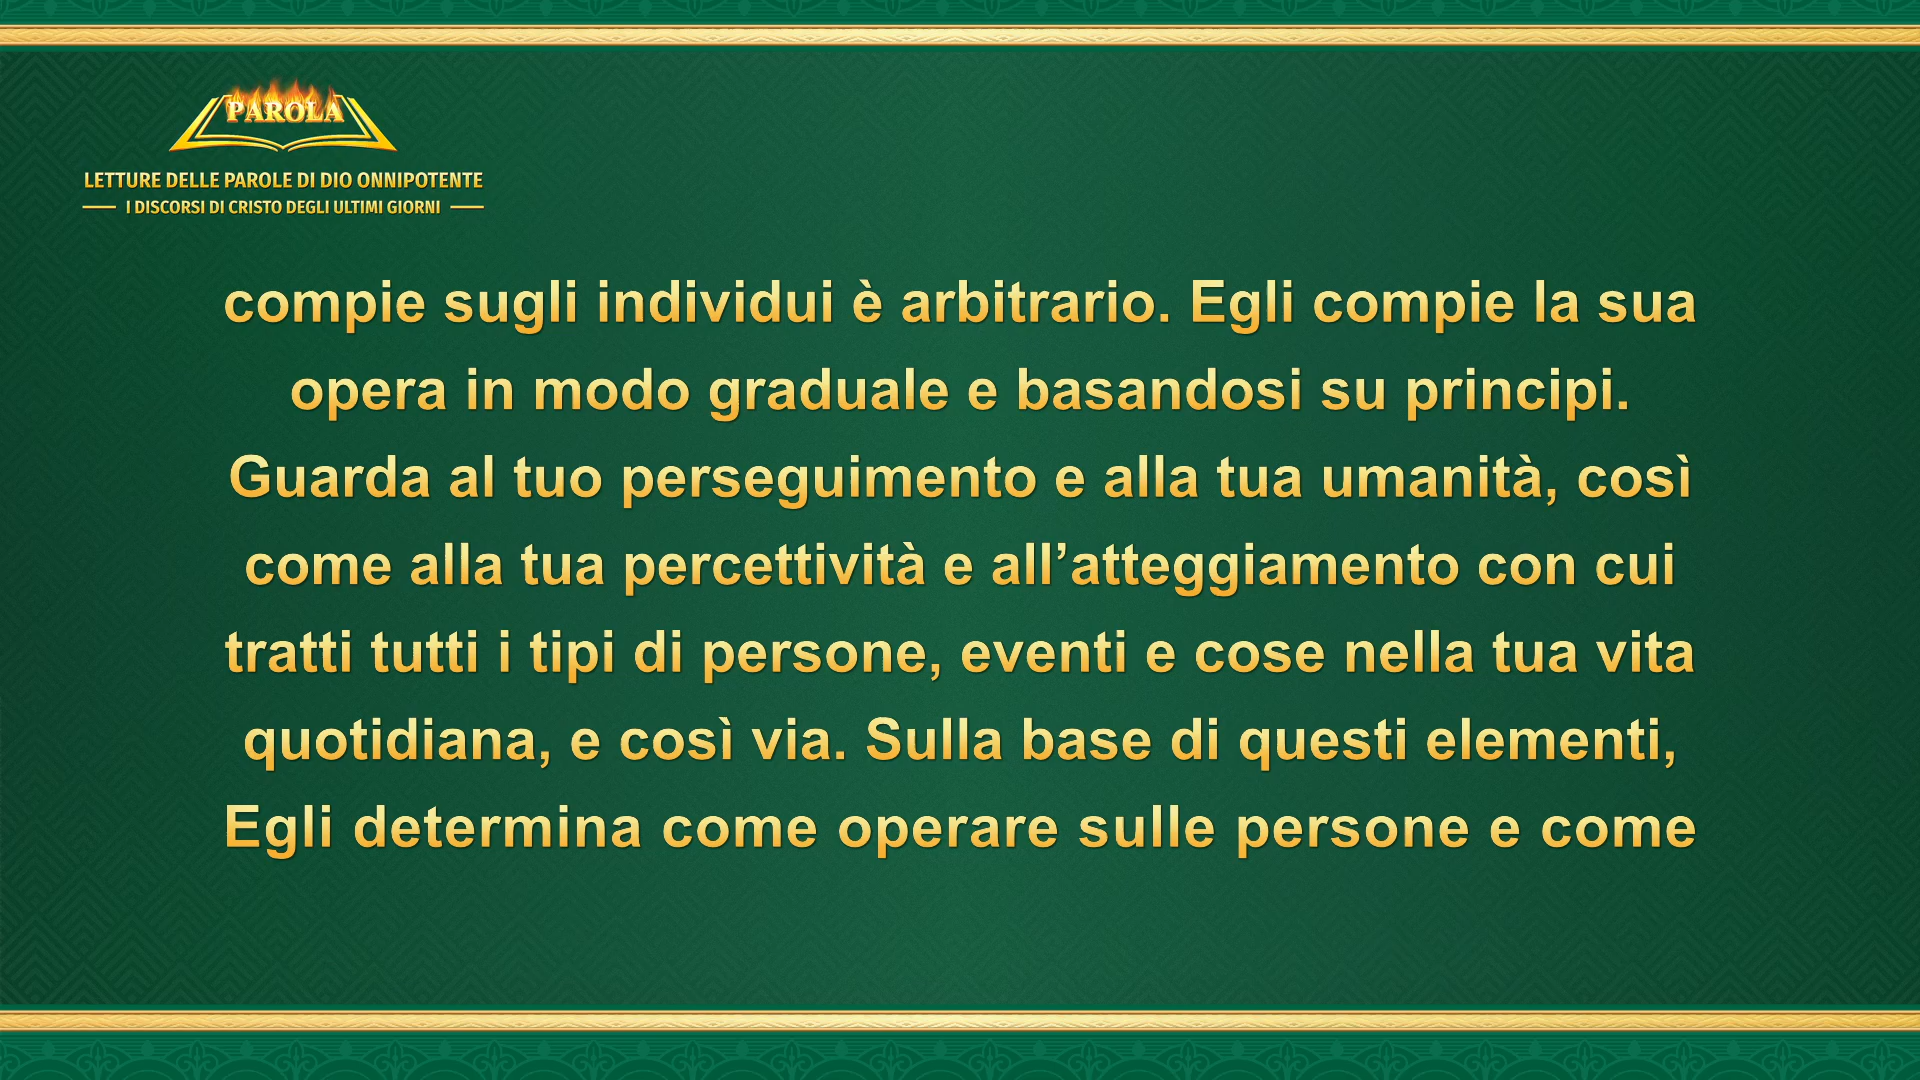 PAROLA
LETTURE DELLE PAROLE DI DIO ONNIPOTENTE
I DISCORSI DI CRISTO DEGLI ULTIMI GIORNI
compie sugli individui è arbitrario. Egli compie la sua
opera in modo graduale e basandosi su principi.
Guarda al tuo perseguimento e alla tua umanità, così
come alla tua percettività e all’atteggiamento con cui
tratti tutti i tipi di persone, eventi e cose nella tua vita
quotidiana, e così via. Sulla base di questi elementi,
Egli determina come operare sulle persone e come